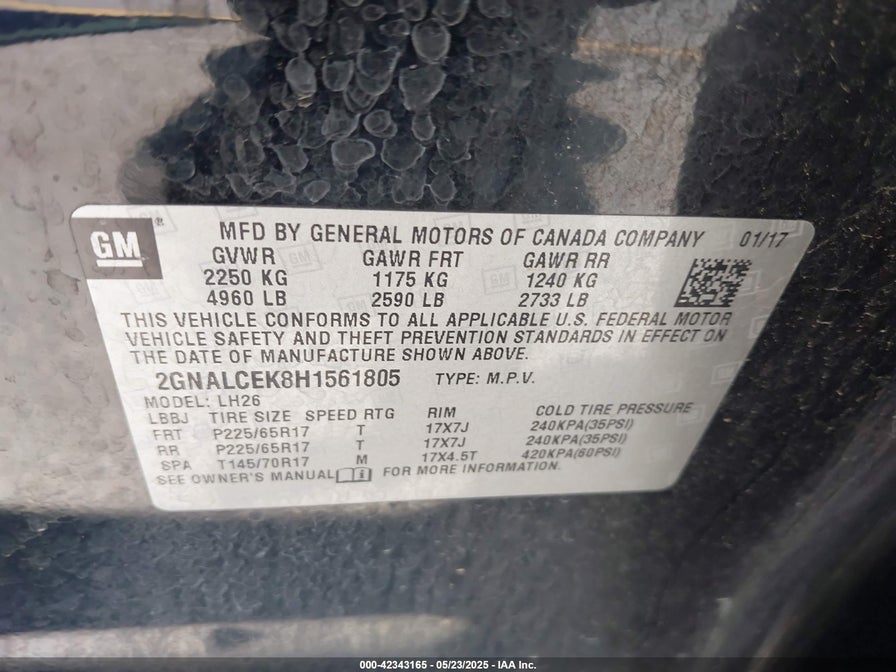 GM ® MFD BY GENERAL MOTORS OF CANADA COMPANY 01/17
GVWR GAWR FRT GAWR RR
2250 KG 1175 KG 1240 KG
4960 LB 2590 LB 2733 LB
THIS VEHICLE CONFORMS TO ALL APPLICABLE U.S. FEDERAL MOTOR
VEHICLE SAFETY AND THEFT PREVENTION STANDARDS IN EFFECT ON
THE DATE OF MANUFACTURE SHOWN ABOVE.
2GNALCEK8H1561805 TYPE: M.P.V.
MODEL: LH26
LBBJ TIRE SIZE SPEED RTG RIM COLD TIRE PRESSURE
FRT P225/65R17 T 17X7J 240KPA(35PSI)
RR P225/65R17 T 17X7J 240KPA(35PSI)
SPA T145/70R17 M 17X4.5T 420KPA(60PSI)
SEE OWNER'S MANUAL FOR MORE INFORMATION.
000-42343165 — 05/23/2025 — IAA Inc.